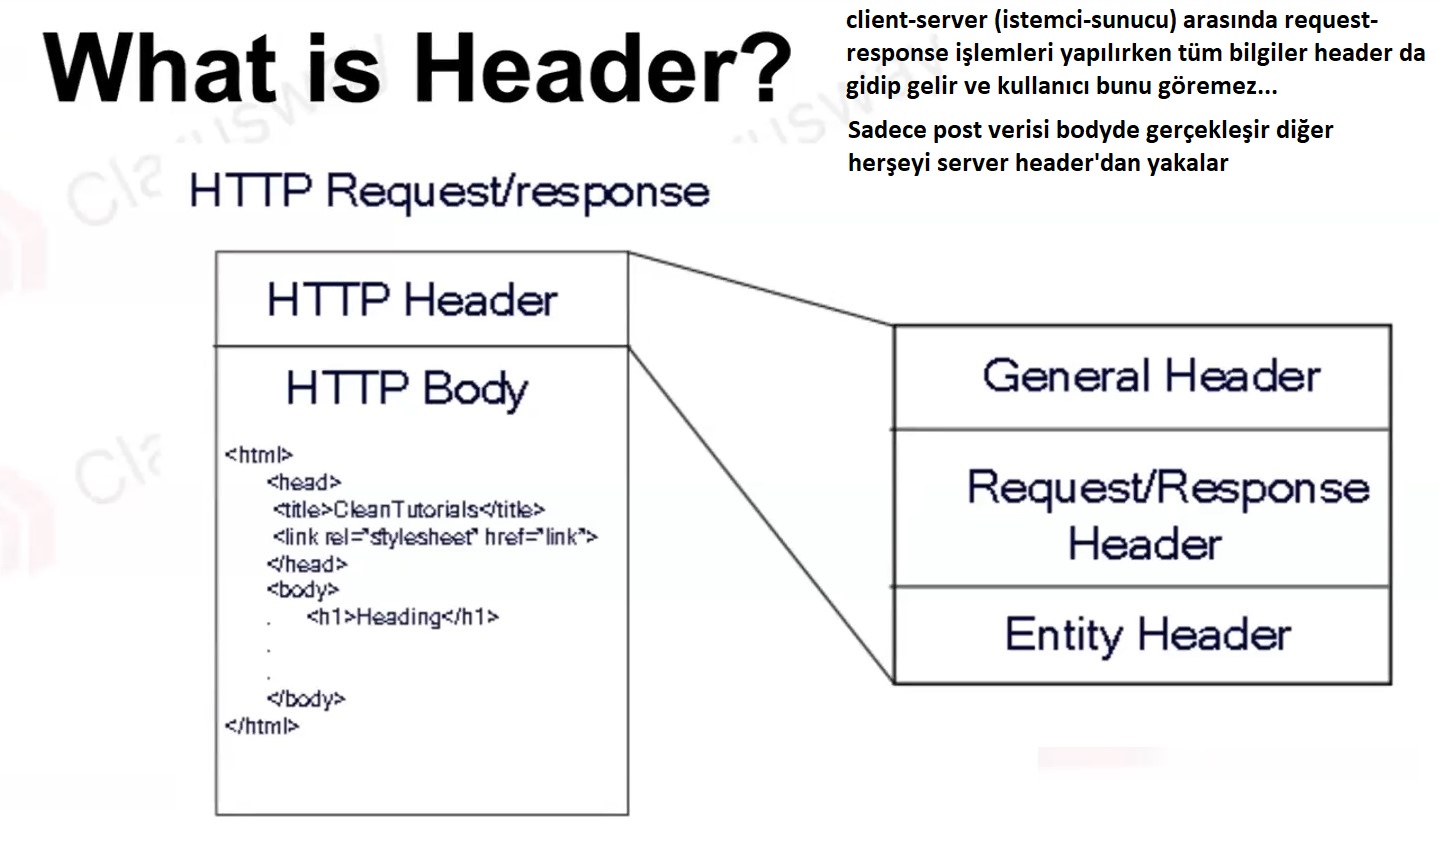 What is Header?
client-server (istemci-sunucu) arasında request-
response işlemleri yapılırken tüm bilgiler header da
gidip gelir ve kullanıcı bunu göremez...
Sadece post verisi bodyde gerçekleşir diğer
herşeyi server header'dan yakalar
HTTP Request/response
HTTP Header
HTTP Body
<html>
<head>
<title>CleanTutorials</title>
<link rel="stylesheet" href="link">
</head>
<body>
. <h1>Heading</h1>
.
.
</body>
</html>
General Header
Request/Response
Header
Entity Header